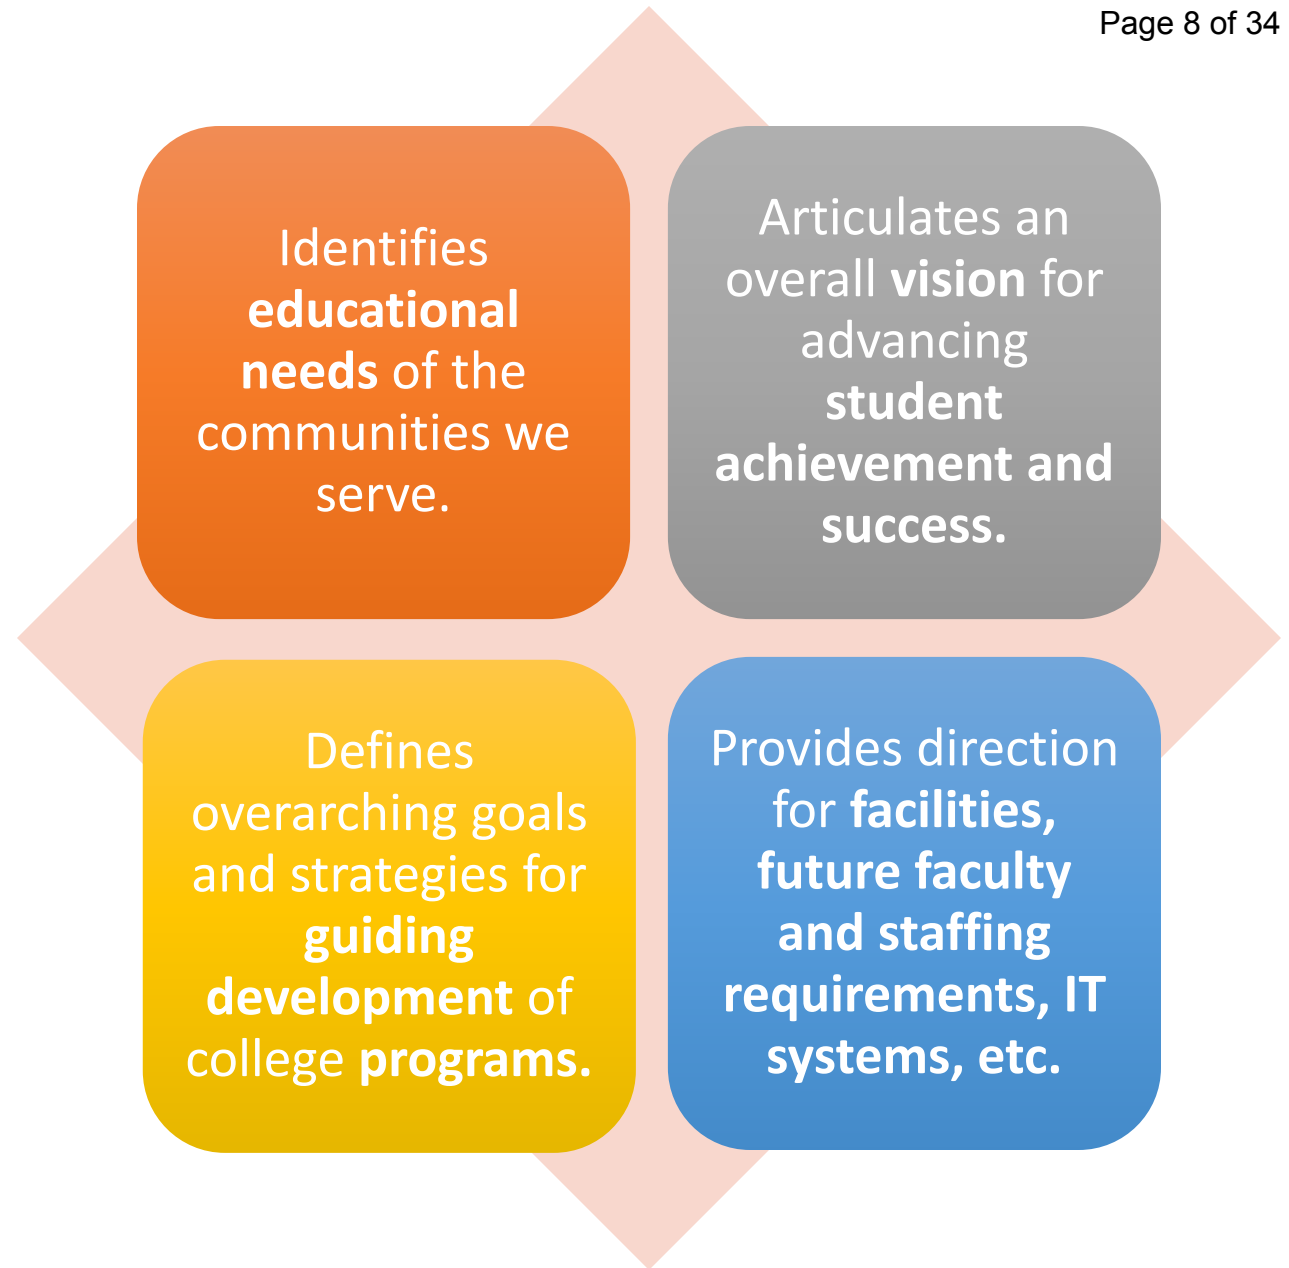 Page 8 of 34
Identifies
educational
needs of the
communities we
serve.
Articulates an
overall vision for
advancing
student
achievement and
success.
Defines
overarching goals
and strategies for
guiding
development of
college programs.
Provides direction
for facilities,
future faculty
and staffing
requirements, IT
systems, etc.